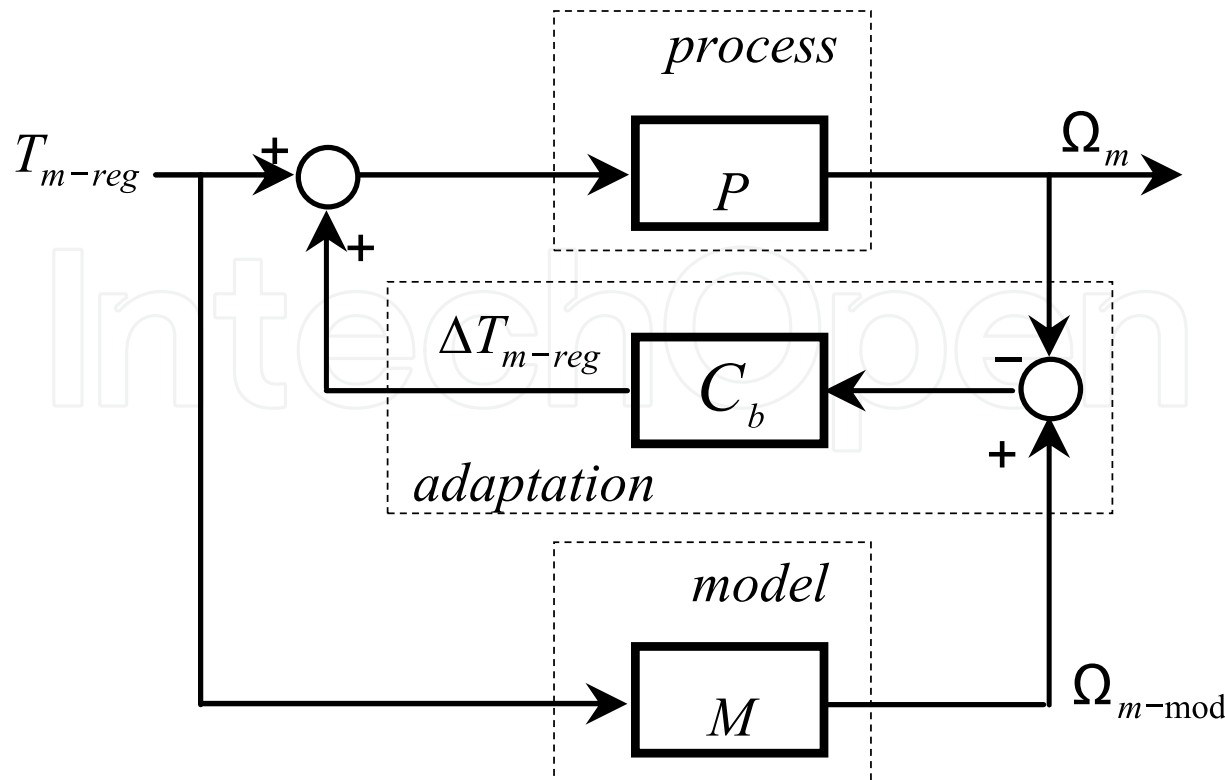 process
T_{m-reg}
+
P
Ω_m
+
ΔT_{m-reg}
C_b
−
+
adaptation
model
M
Ω_{m-mod}
IntechOpen